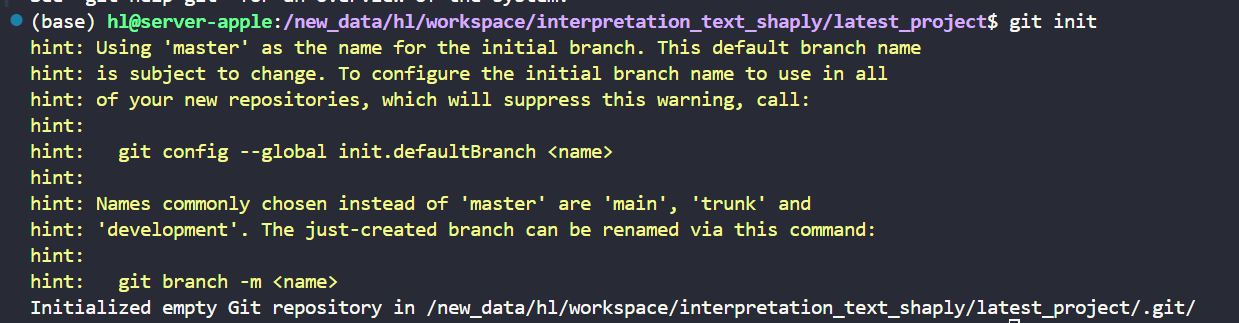 (base) hl@server-apple:/new_data/hl/workspace/interpretation_text_shaply/latest_project$ git init
hint: Using 'master' as the name for the initial branch. This default branch name
hint: is subject to change. To configure the initial branch name to use in all
hint: of your new repositories, which will suppress this warning, call:
hint:
hint:   git config --global init.defaultBranch <name>
hint:
hint: Names commonly chosen instead of 'master' are 'main', 'trunk' and
hint: 'development'. The just-created branch can be renamed via this command:
hint:
hint:   git branch -m <name>
Initialized empty Git repository in /new_data/hl/workspace/interpretation_text_shaply/latest_project/.git/